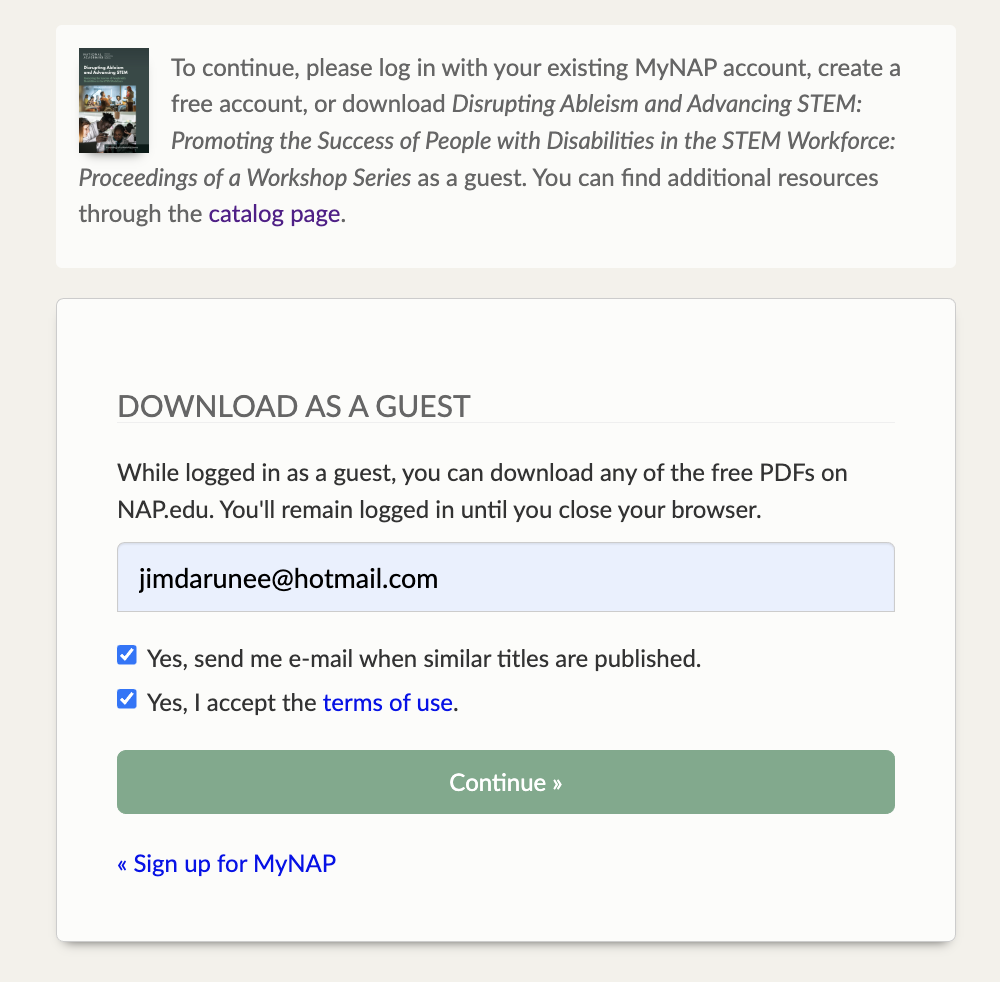 Disrupting Ableism
and Advancing STEM
To continue, please log in with your existing MyNAP account, create a
free account, or download Disrupting Ableism and Advancing STEM:
Promoting the Success of People with Disabilities in the STEM Workforce:
Proceedings of a Workshop Series as a guest. You can find additional resources
through the catalog page.
DOWNLOAD AS A GUEST
While logged in as a guest, you can download any of the free PDFs on
NAP.edu. You'll remain logged in until you close your browser.
jimdarunee@hotmail.com
Yes, send me e-mail when similar titles are published.
Yes, I accept the terms of use.
Continue »
« Sign up for MyNAP